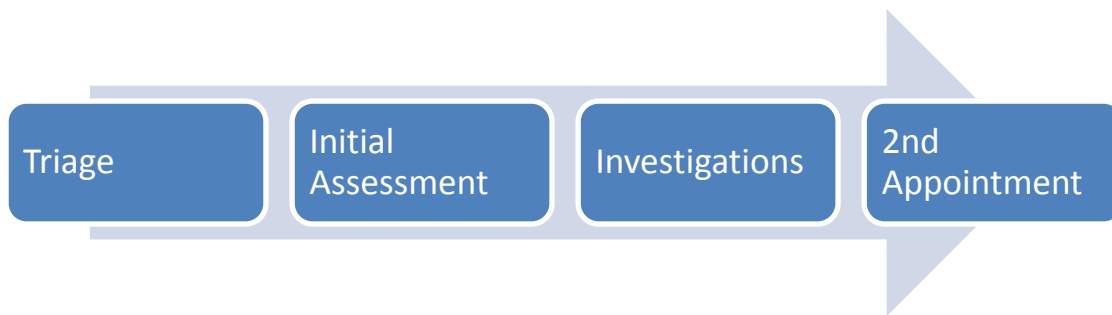 Triage
Initial
Assessment
Investigations
2nd
Appointment